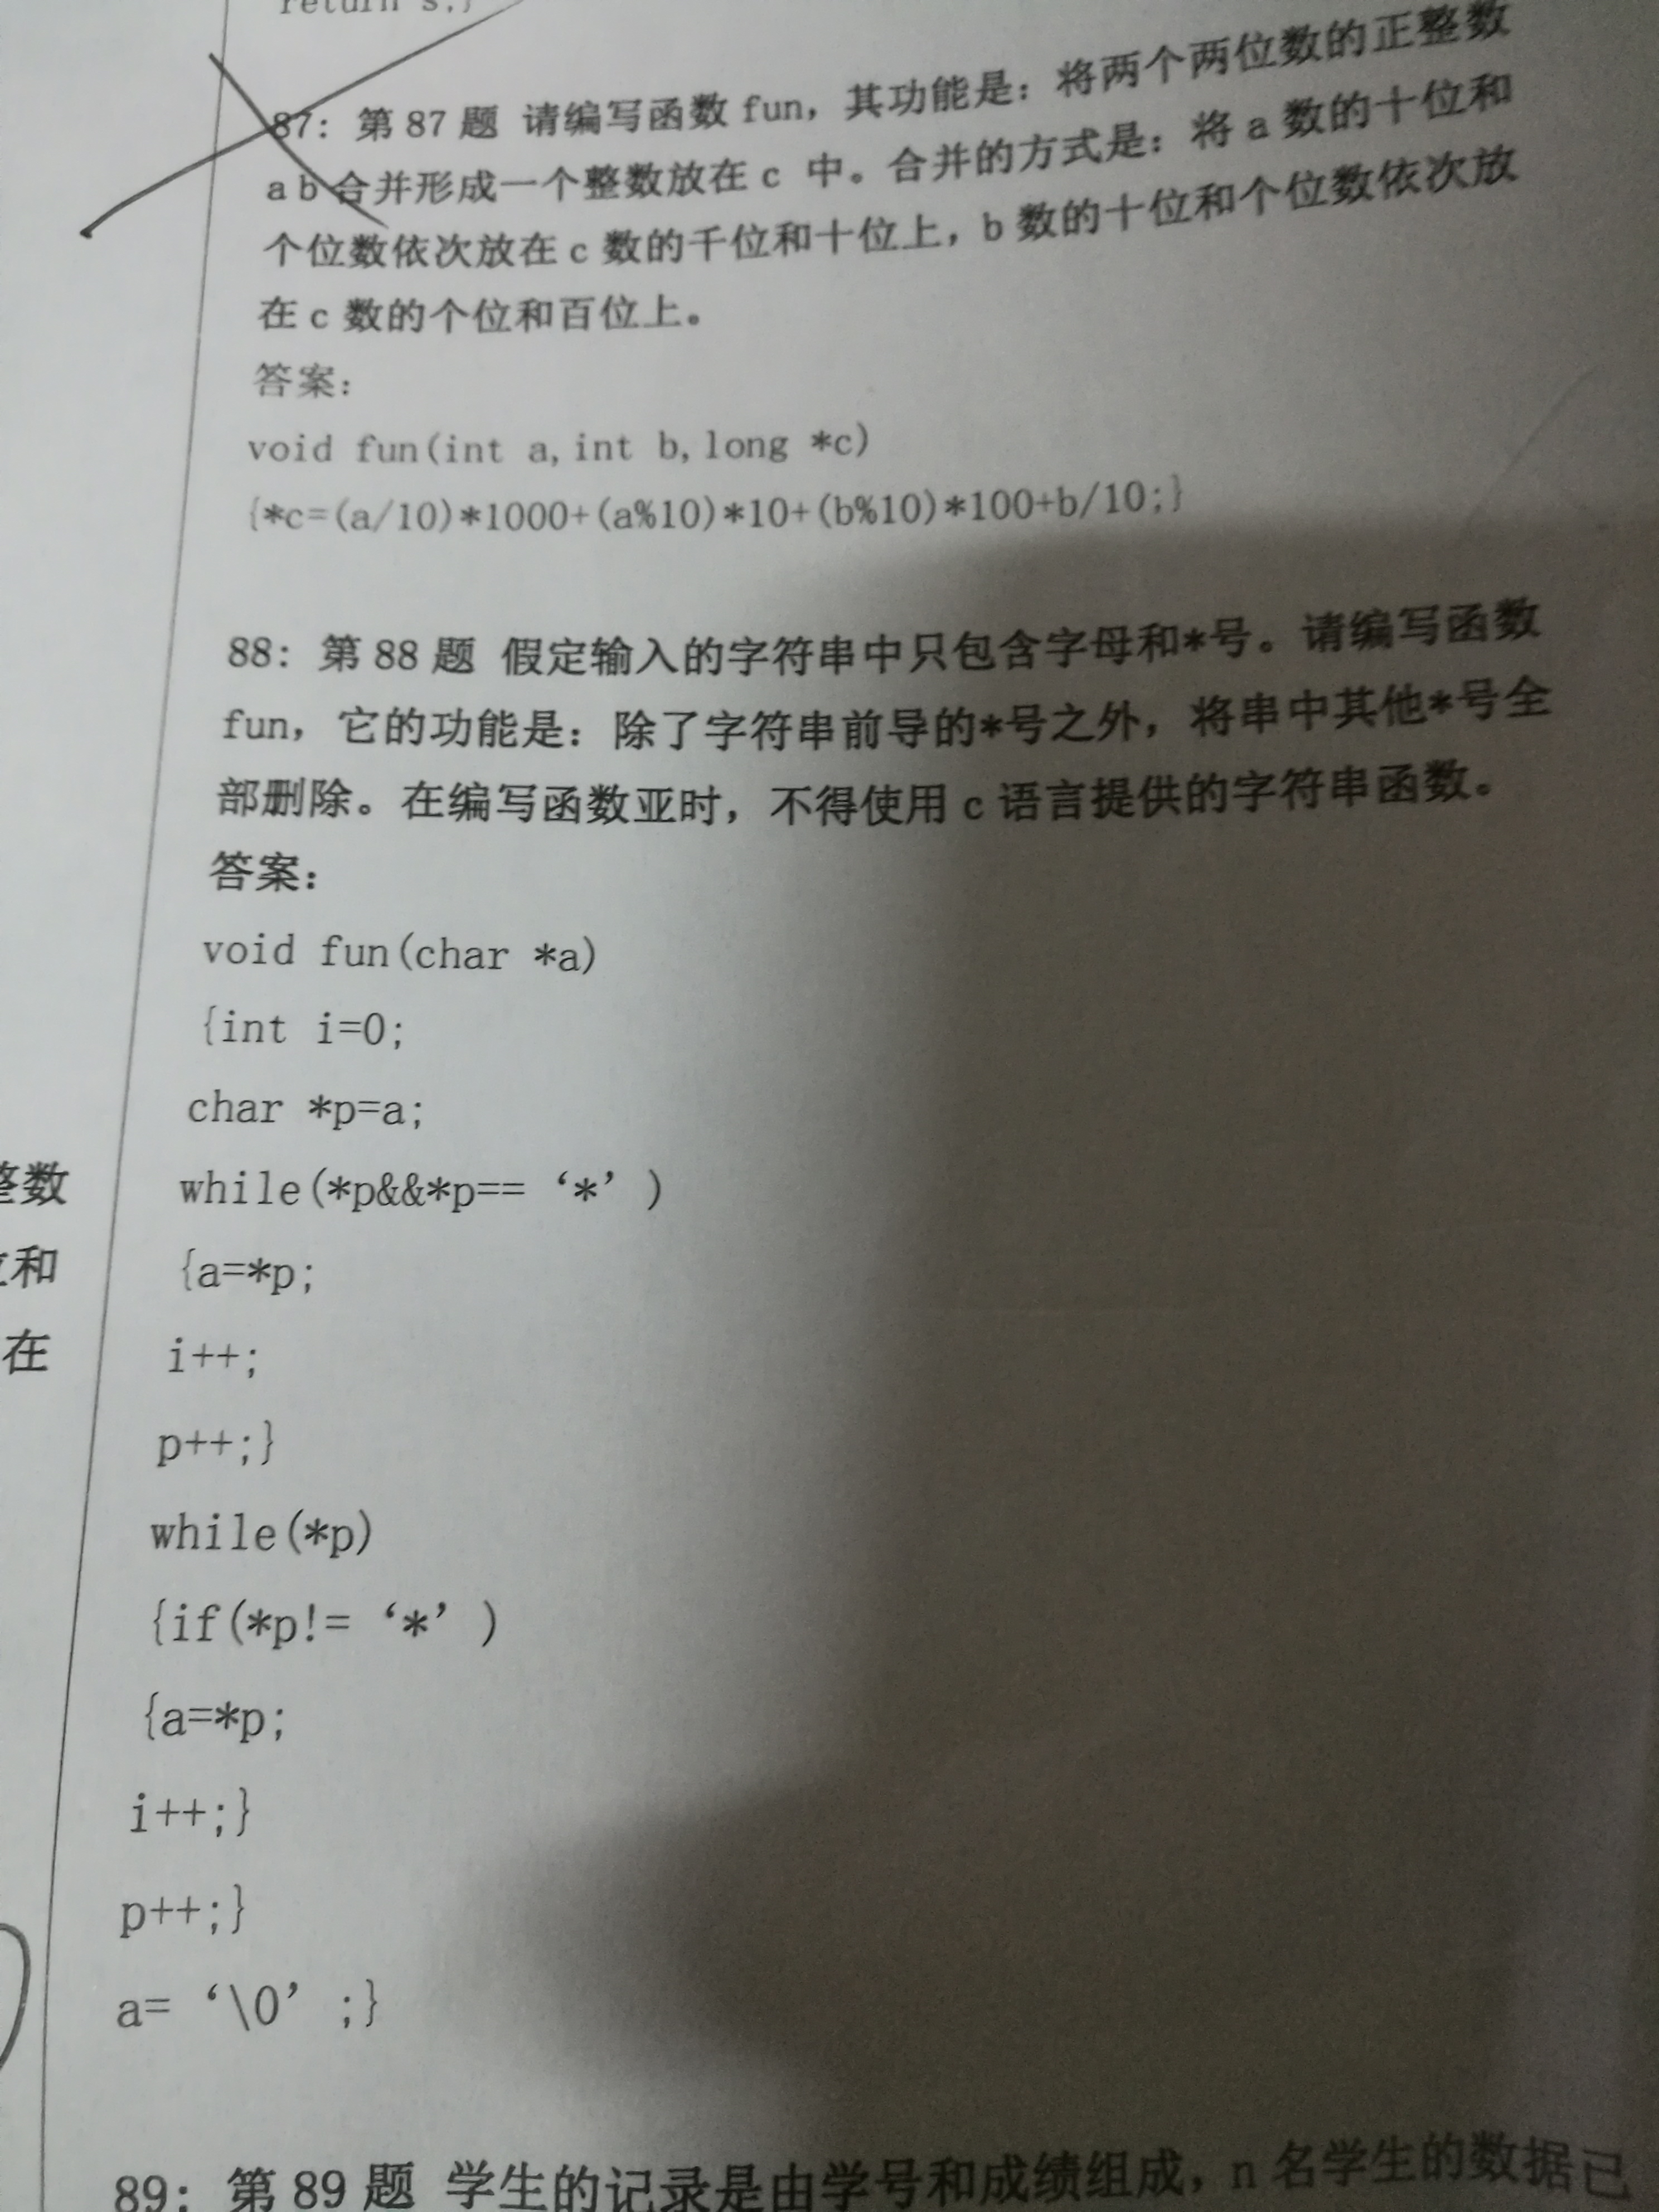 return s;}
87: 第 87 题 请编写函数 fun, 其功能是: 将两个两位数的正整数
a b 合并形成一个整数放在 c 中。合并的方式是: 将 a 数的十位和
个位数依次放在 c 数的千位和十位上, b 数的十位和个位数依次放
在 c 数的个位和百位上。
答案:
void fun(int a,int b,long *c)
{*c=(a/10)*1000+(a%10)*10+(b%10)*100+b/10;}
88: 第 88 题 假定输入的字符串中只包含字母和*号。请编写函数
fun, 它的功能是: 除了字符串前导的*号之外, 将串中其他*号全
部删除。在编写函数亚时, 不得使用 c 语言提供的字符串函数。
答案:
void fun(char *a)
{int i=0;
char *p=a;
while(*p&&*p== ‘*’ )
{a=*p;
i++;
p++;}
while(*p)
{if(*p!= ‘*’ )
{a=*p;
i++;}
p++;}
a= ‘\0’ ;}
89: 第 89 题 学生的记录是由学号和成绩组成, n 名学生的数据已
整数
位和
在